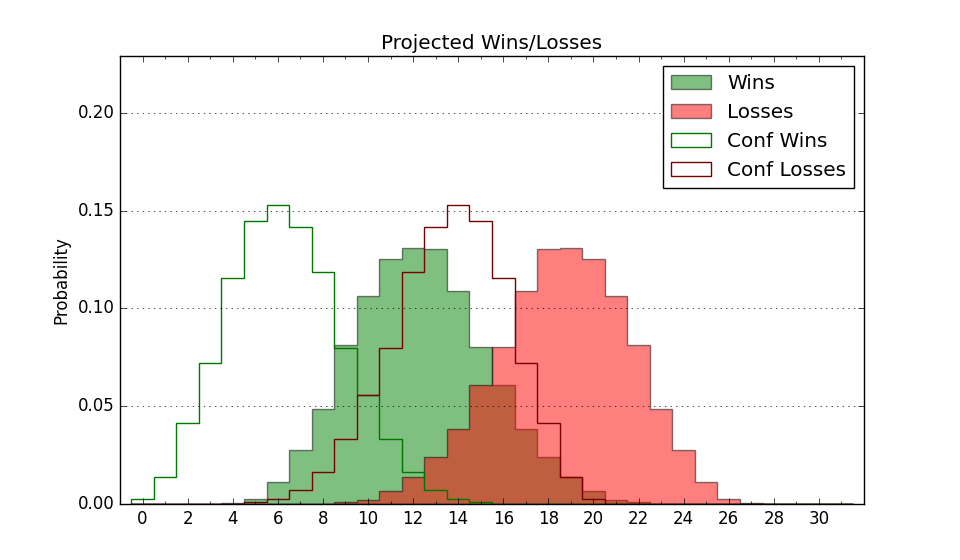 Projected Wins/Losses
Wins
Losses
Conf Wins
Conf Losses
Probability
0.20
0.15
0.10
0.05
0.00
0 2 4 6 8 10 12 14 16 18 20 22 24 26 28 30